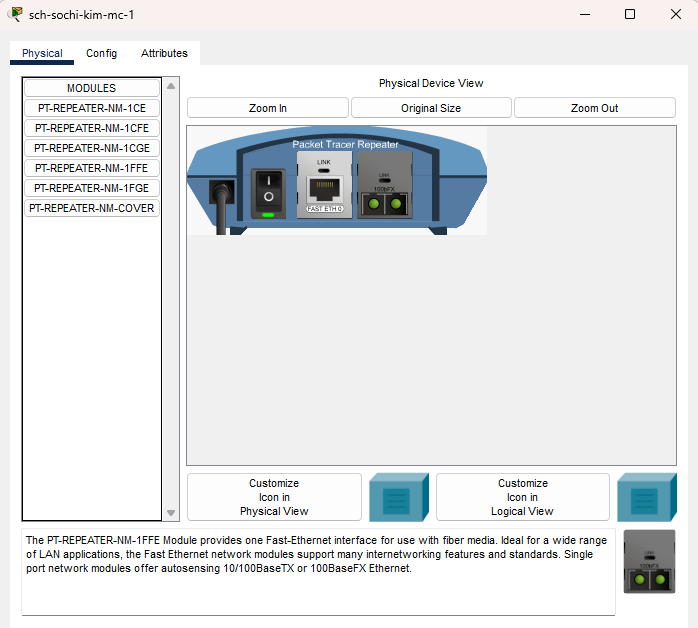 sch-sochi-kim-mc-1
Physical Config Attributes
MODULES
PT-REPEATER-NM-1CE
PT-REPEATER-NM-1CFE
PT-REPEATER-NM-1CGE
PT-REPEATER-NM-1FFE
PT-REPEATER-NM-1FGE
PT-REPEATER-NM-COVER
Physical Device View
Zoom In Original Size Zoom Out
Packet Tracer Repeater
LINK
FAST ETH 0
LINK
100bFX
Customize
Icon in
Physical View
Customize
Icon in
Logical View
The PT-REPEATER-NM-1FFE Module provides one Fast-Ethernet interface for use with fiber media. Ideal for a wide range
of LAN applications, the Fast Ethernet network modules support many internetworking features and standards. Single
port network modules offer autosensing 10/100BaseTX or 100BaseFX Ethernet.
LINK
100bFX